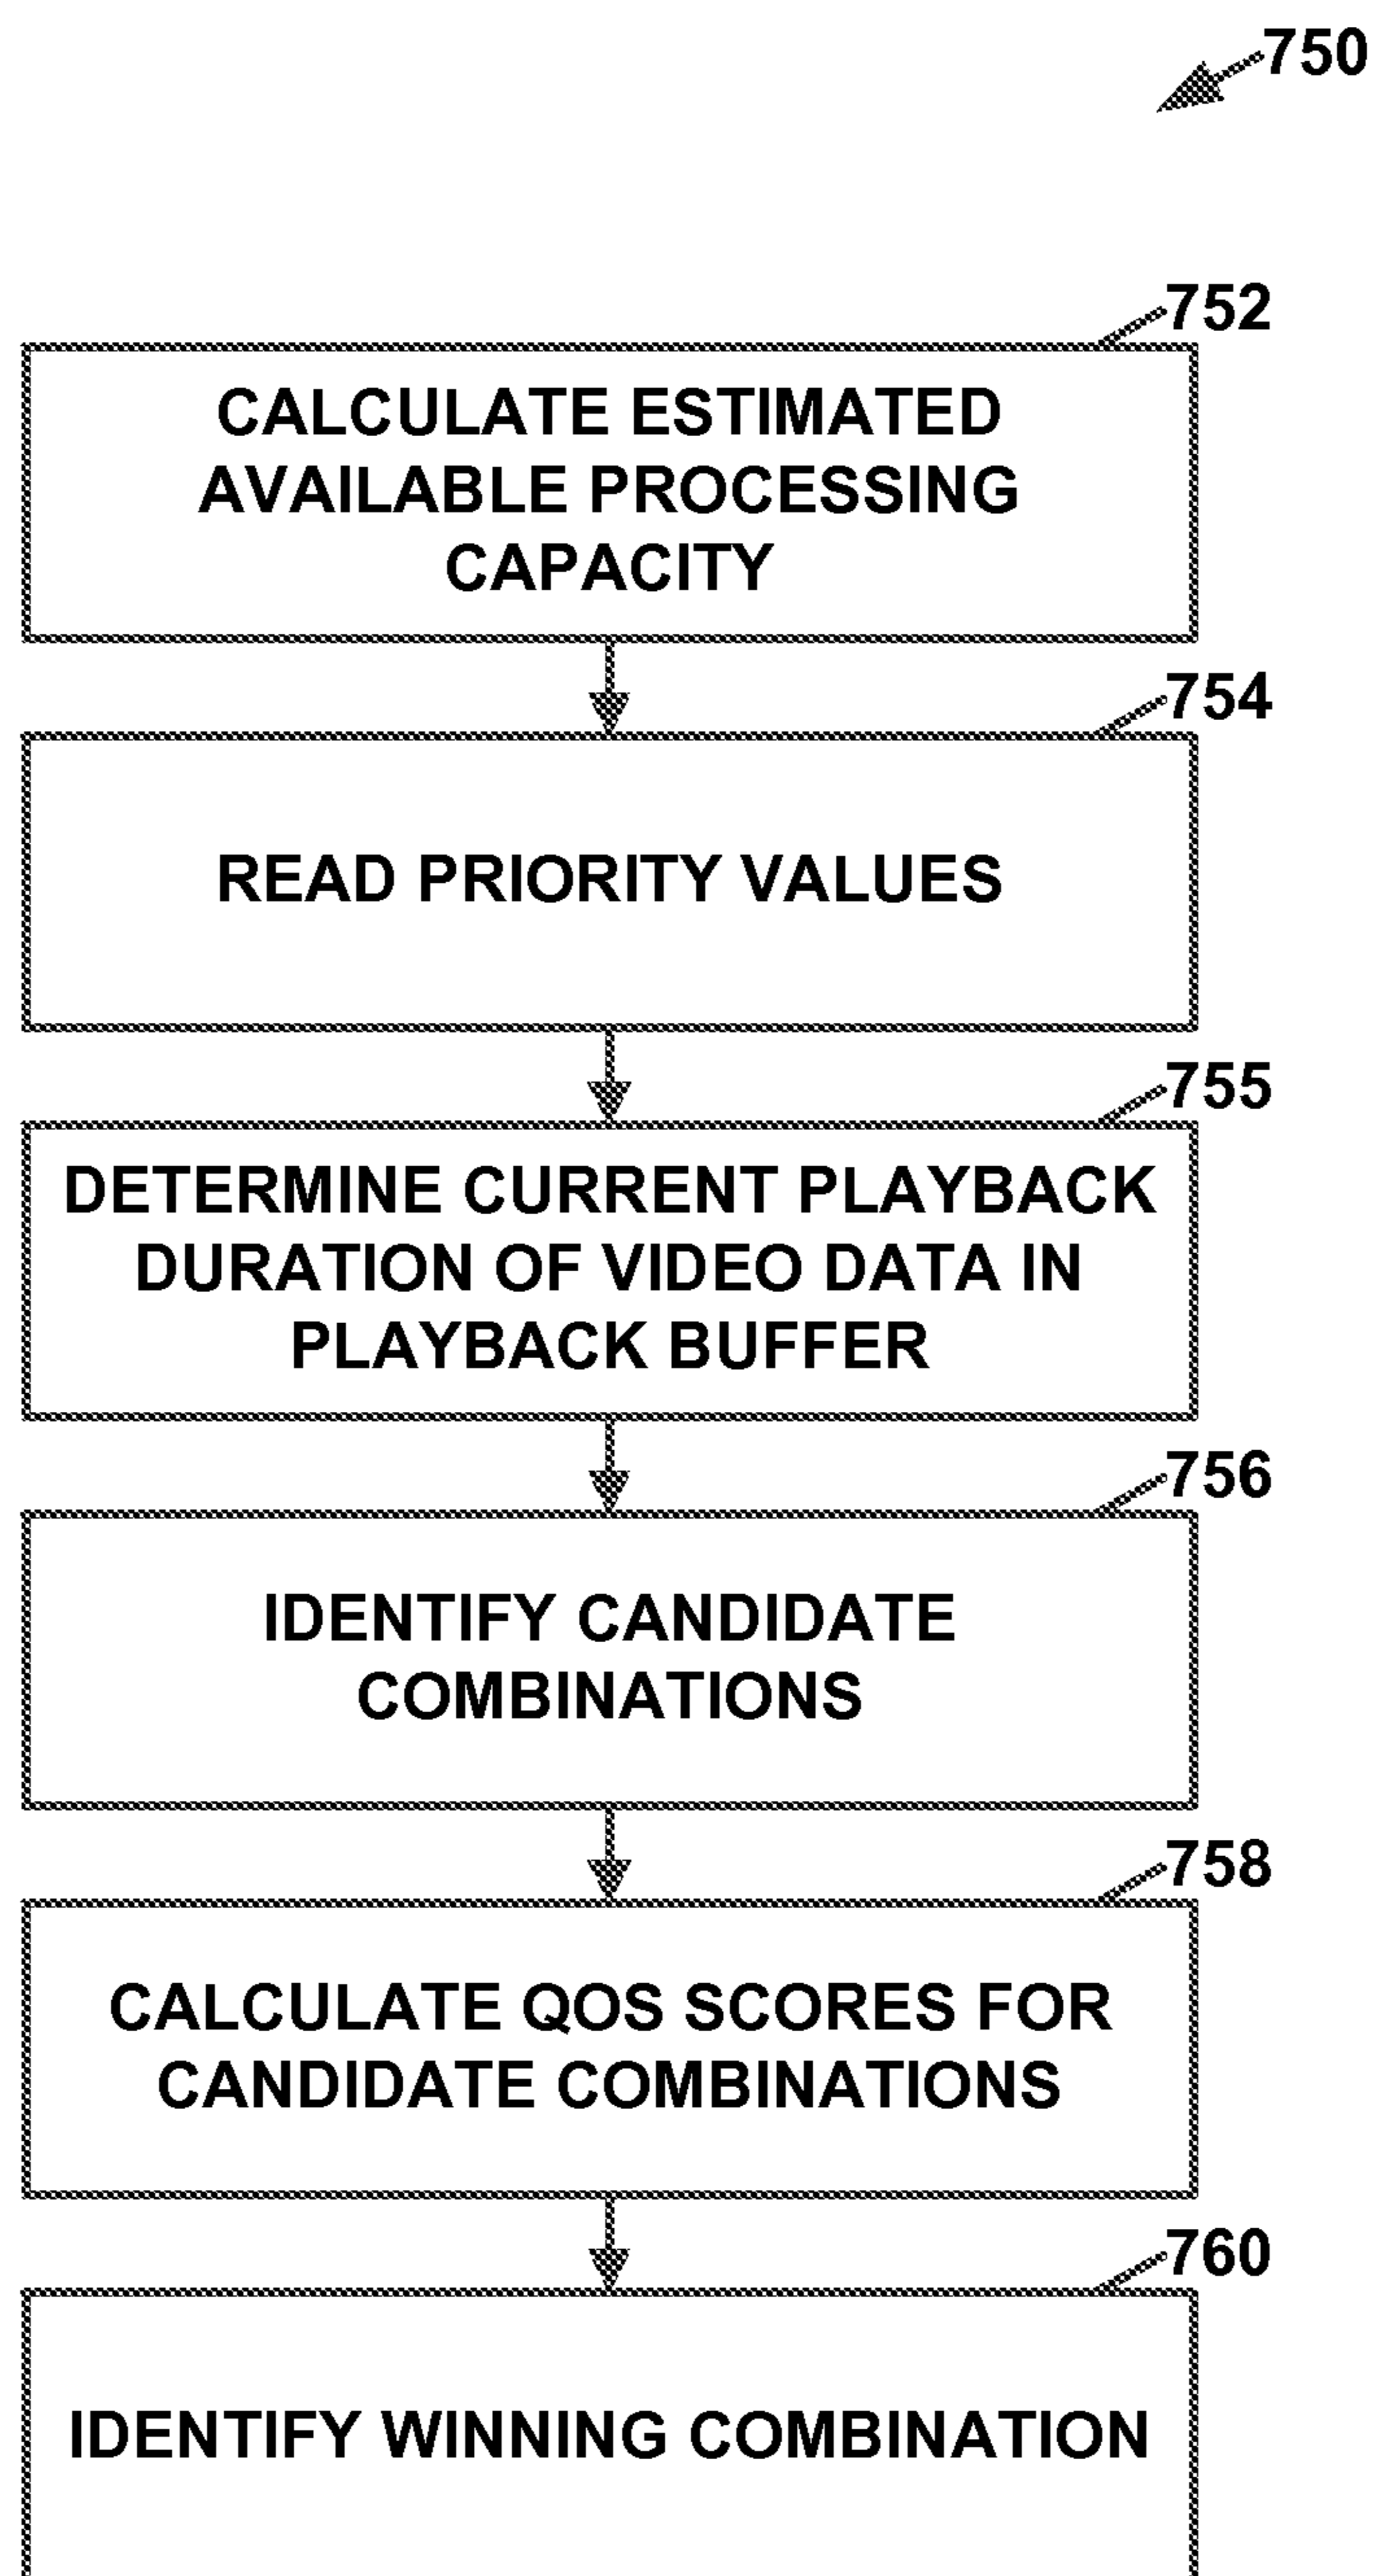 750
752
CALCULATE ESTIMATED
AVAILABLE PROCESSING
CAPACITY
754
READ PRIORITY VALUES
755
DETERMINE CURRENT PLAYBACK
DURATION OF VIDEO DATA IN
PLAYBACK BUFFER
756
IDENTIFY CANDIDATE
COMBINATIONS
758
CALCULATE QOS SCORES FOR
CANDIDATE COMBINATIONS
760
IDENTIFY WINNING COMBINATION